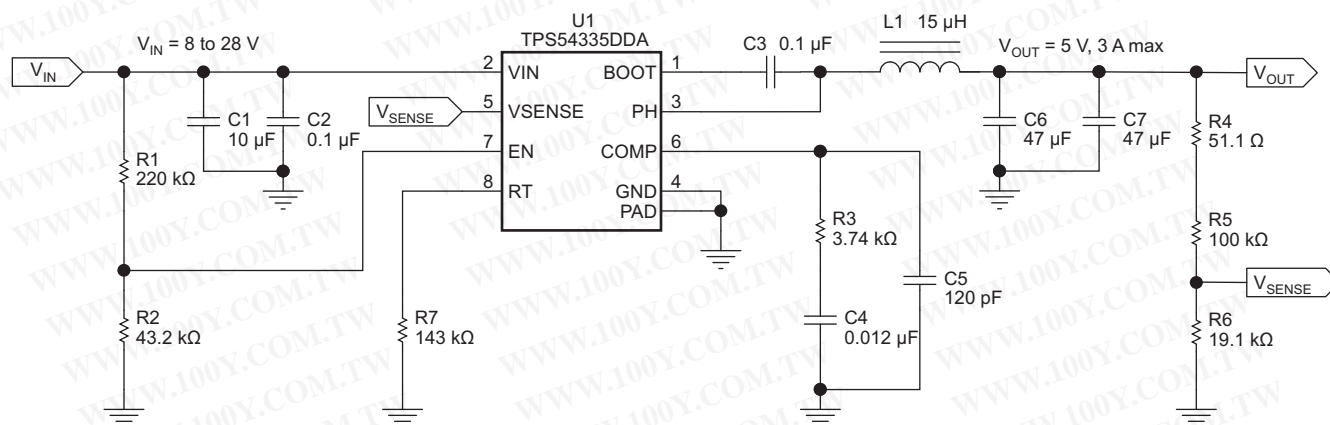 U1
TPS54335DDA
V_IN = 8 to 28 V
V_IN
C1
10 µF
C2
0.1 µF
R1
220 kΩ
R2
43.2 kΩ
V_SENSE
2 VIN
5 VSENSE
7 EN
8 RT
BOOT 1
PH 3
COMP 6
GND 4
PAD
R7
143 kΩ
C3 0.1 µF
L1 15 µH
V_OUT = 5 V, 3 A max
V_OUT
C6
47 µF
C7
47 µF
R4
51.1 Ω
R5
100 kΩ
V_SENSE
R6
19.1 kΩ
R3
3.74 kΩ
C4
0.012 µF
C5
120 pF
WWW.100Y.COM.TW